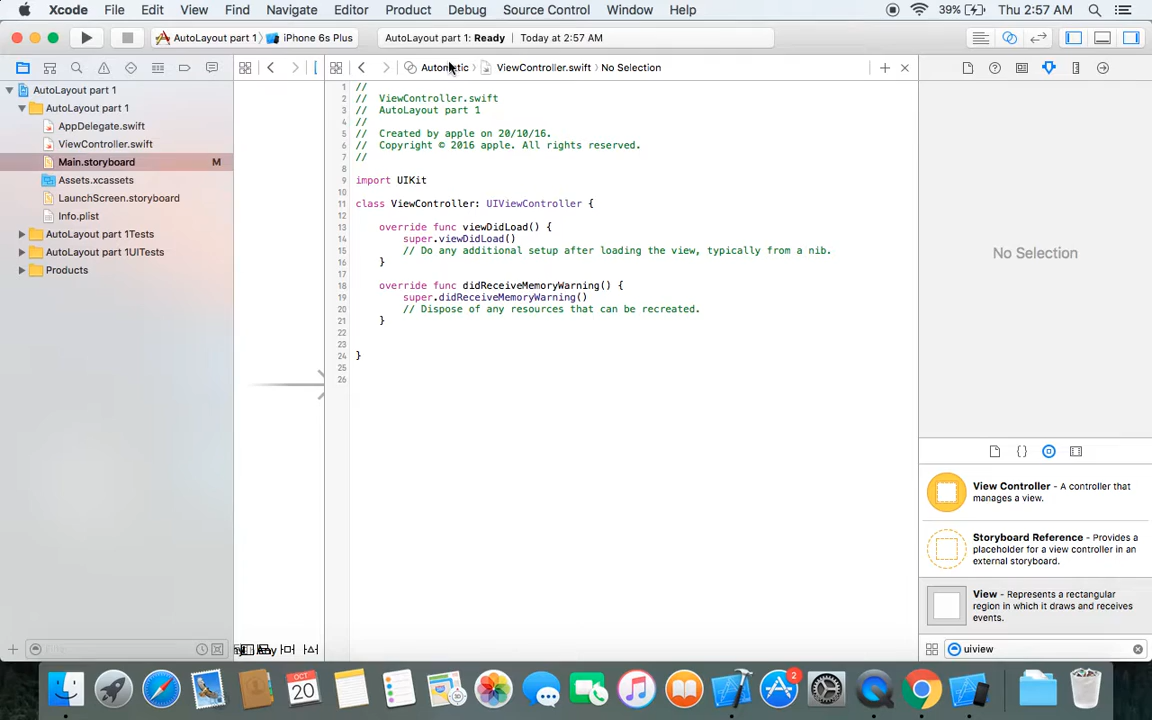 Xcode File Edit View Find Navigate Editor Product Debug Source Control Window Help 39% Thu 2:57 AM
AutoLayout part 1 iPhone 6s Plus AutoLayout part 1: Ready Today at 2:57 AM
Automatic ViewController.swift No Selection
AutoLayout part 1
AutoLayout part 1
AppDelegate.swift
ViewController.swift
Main.storyboard M
Assets.xcassets
LaunchScreen.storyboard
Info.plist
AutoLayout part 1Tests
AutoLayout part 1UITests
Products
1 //
2 // ViewController.swift
3 // AutoLayout part 1
4 //
5 // Created by apple on 20/10/16.
6 // Copyright © 2016 apple. All rights reserved.
7 //
8
9 import UIKit
10
11 class ViewController: UIViewController {
12
13 override func viewDidLoad() {
14 super.viewDidLoad()
15 // Do any additional setup after loading the view, typically from a nib.
16 }
17
18 override func didReceiveMemoryWarning() {
19 super.didReceiveMemoryWarning()
20 // Dispose of any resources that can be recreated.
21 }
22
23
24 }
25
26
No Selection
View Controller - A controller that
manages a view.
Storyboard Reference - Provides a
placeholder for a view controller in an
external storyboard.
View - Represents a rectangular
region in which it draws and receives
events.
uiview
20
2